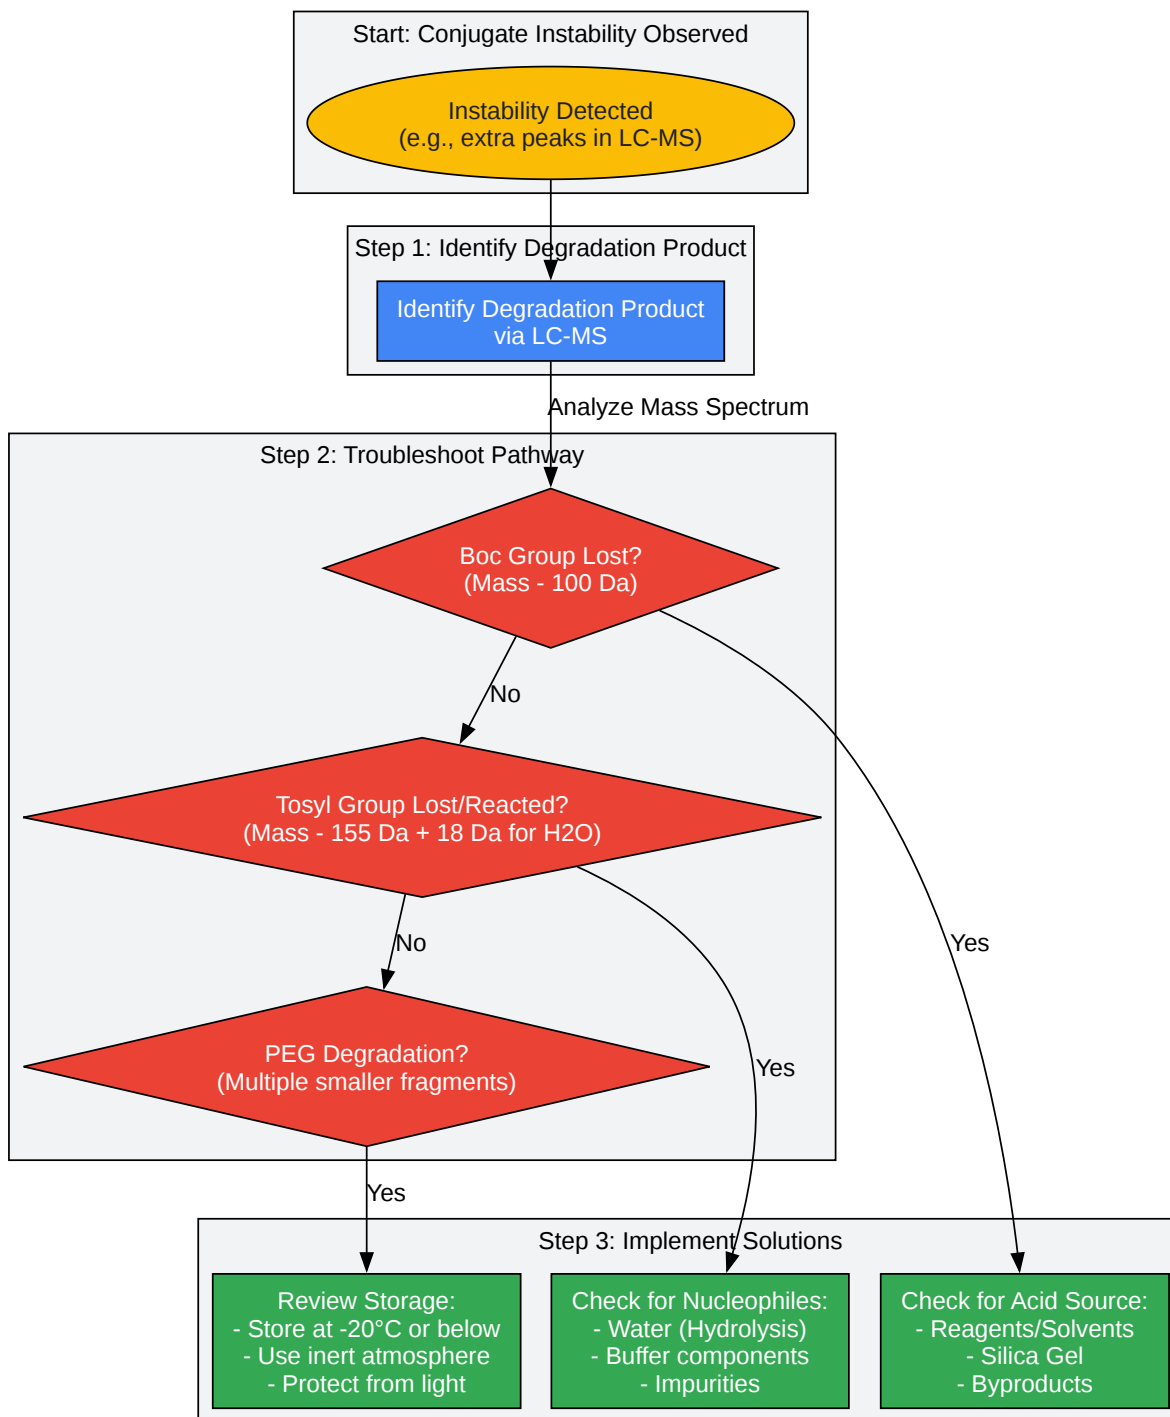 Start: Conjugate Instability Observed
Instability Detected
(e.g., extra peaks in LC-MS)
Step 1: Identify Degradation Product
Identify Degradation Product
via LC-MS
Analyze Mass Spectrum
Step 2: Troubleshoot Pathway
Boc Group Lost?
(Mass - 100 Da)
No
Tosyl Group Lost/Reacted?
(Mass - 155 Da + 18 Da for H2O)
No
Yes
PEG Degradation?
(Multiple smaller fragments)
Yes
Yes
Step 3: Implement Solutions
Review Storage:
- Store at -20°C or below
- Use inert atmosphere
- Protect from light
Check for Nucleophiles:
- Water (Hydrolysis)
- Buffer components
- Impurities
Check for Acid Source:
- Reagents/Solvents
- Silica Gel
- Byproducts